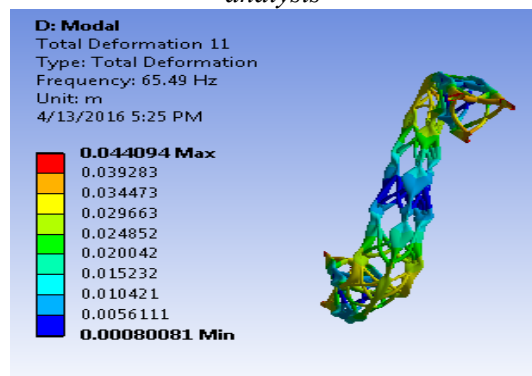 analysis
D: Modal
Total Deformation 11
Type: Total Deformation
Frequency: 65.49 Hz
Unit: m
4/13/2016 5:25 PM
0.044094 Max
0.039283
0.034473
0.029663
0.024852
0.020042
0.015232
0.010421
0.0056111
0.00080081 Min